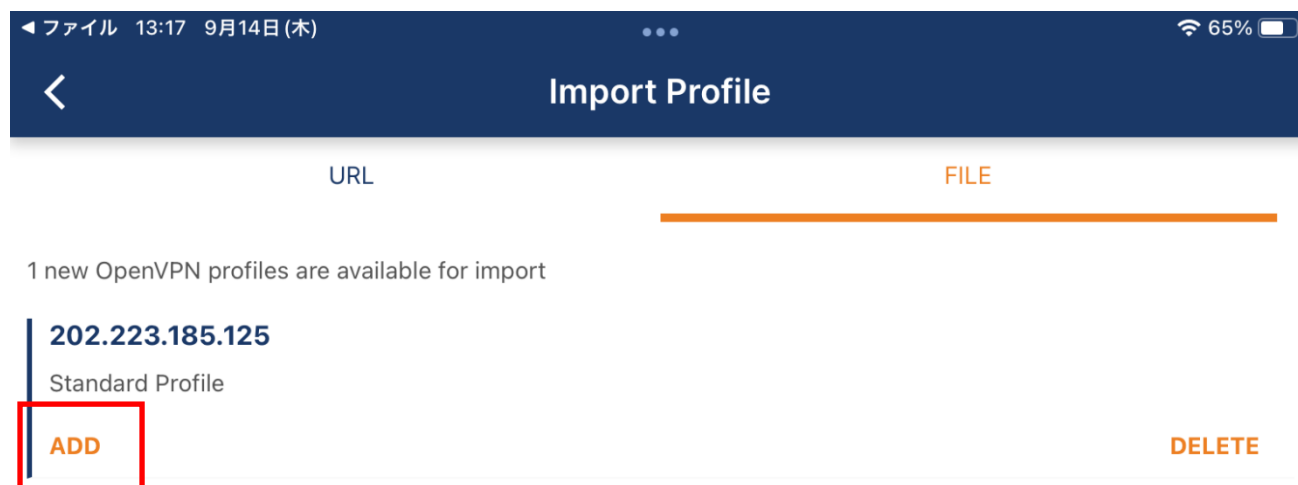 ◀ファイル 13:17 9月14日(木) 65%
Import Profile
URL FILE
1 new OpenVPN profiles are available for import
202.223.185.125
Standard Profile
ADD DELETE